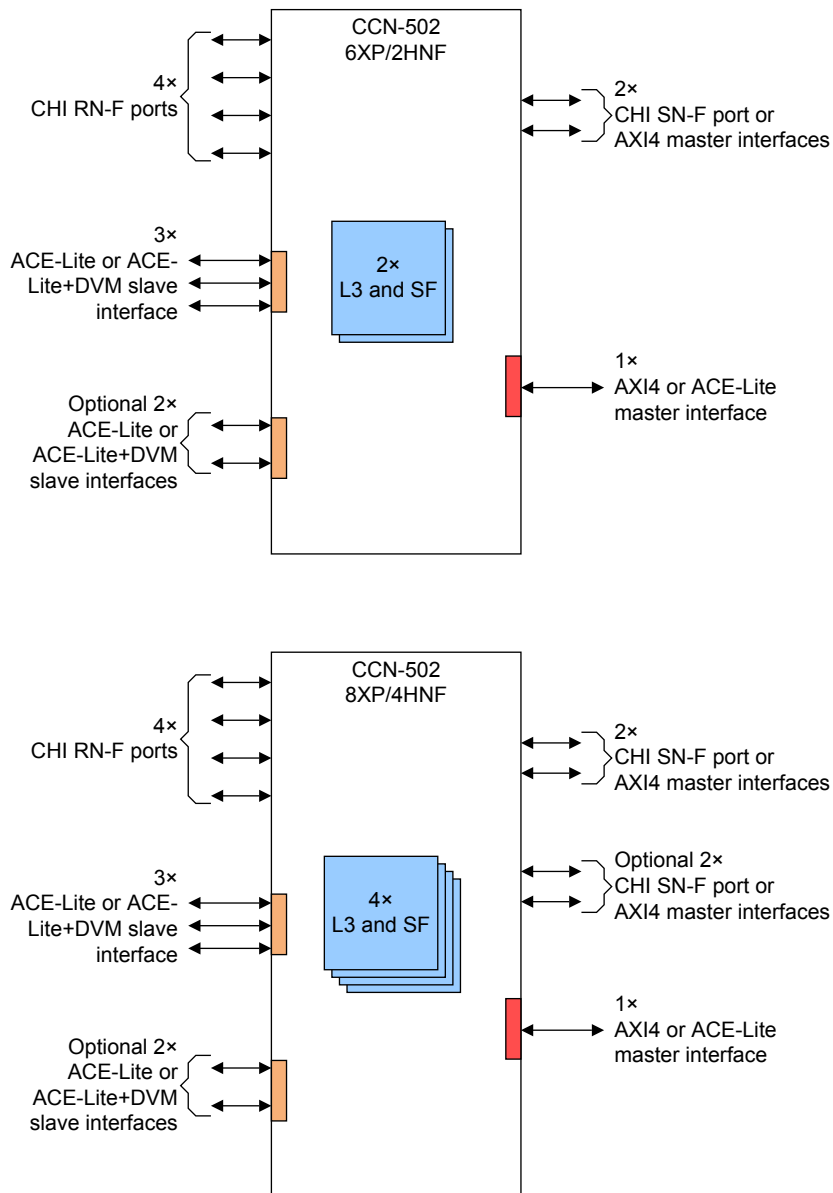 CCN-502
6XP/2HNF
4×
CHI RN-F ports
2×
CHI SN-F port or
AXI4 master interfaces
3×
ACE-Lite or ACE-
Lite+DVM slave
interface
2×
L3 and SF
1×
AXI4 or ACE-Lite
master interface
Optional 2×
ACE-Lite or
ACE-Lite+DVM
slave interfaces
CCN-502
8XP/4HNF
4×
CHI RN-F ports
2×
CHI SN-F port or
AXI4 master interfaces
3×
ACE-Lite or ACE-
Lite+DVM slave
interface
4×
L3 and SF
Optional 2×
CHI SN-F port or
AXI4 master interfaces
1×
AXI4 or ACE-Lite
master interface
Optional 2×
ACE-Lite or
ACE-Lite+DVM
slave interfaces